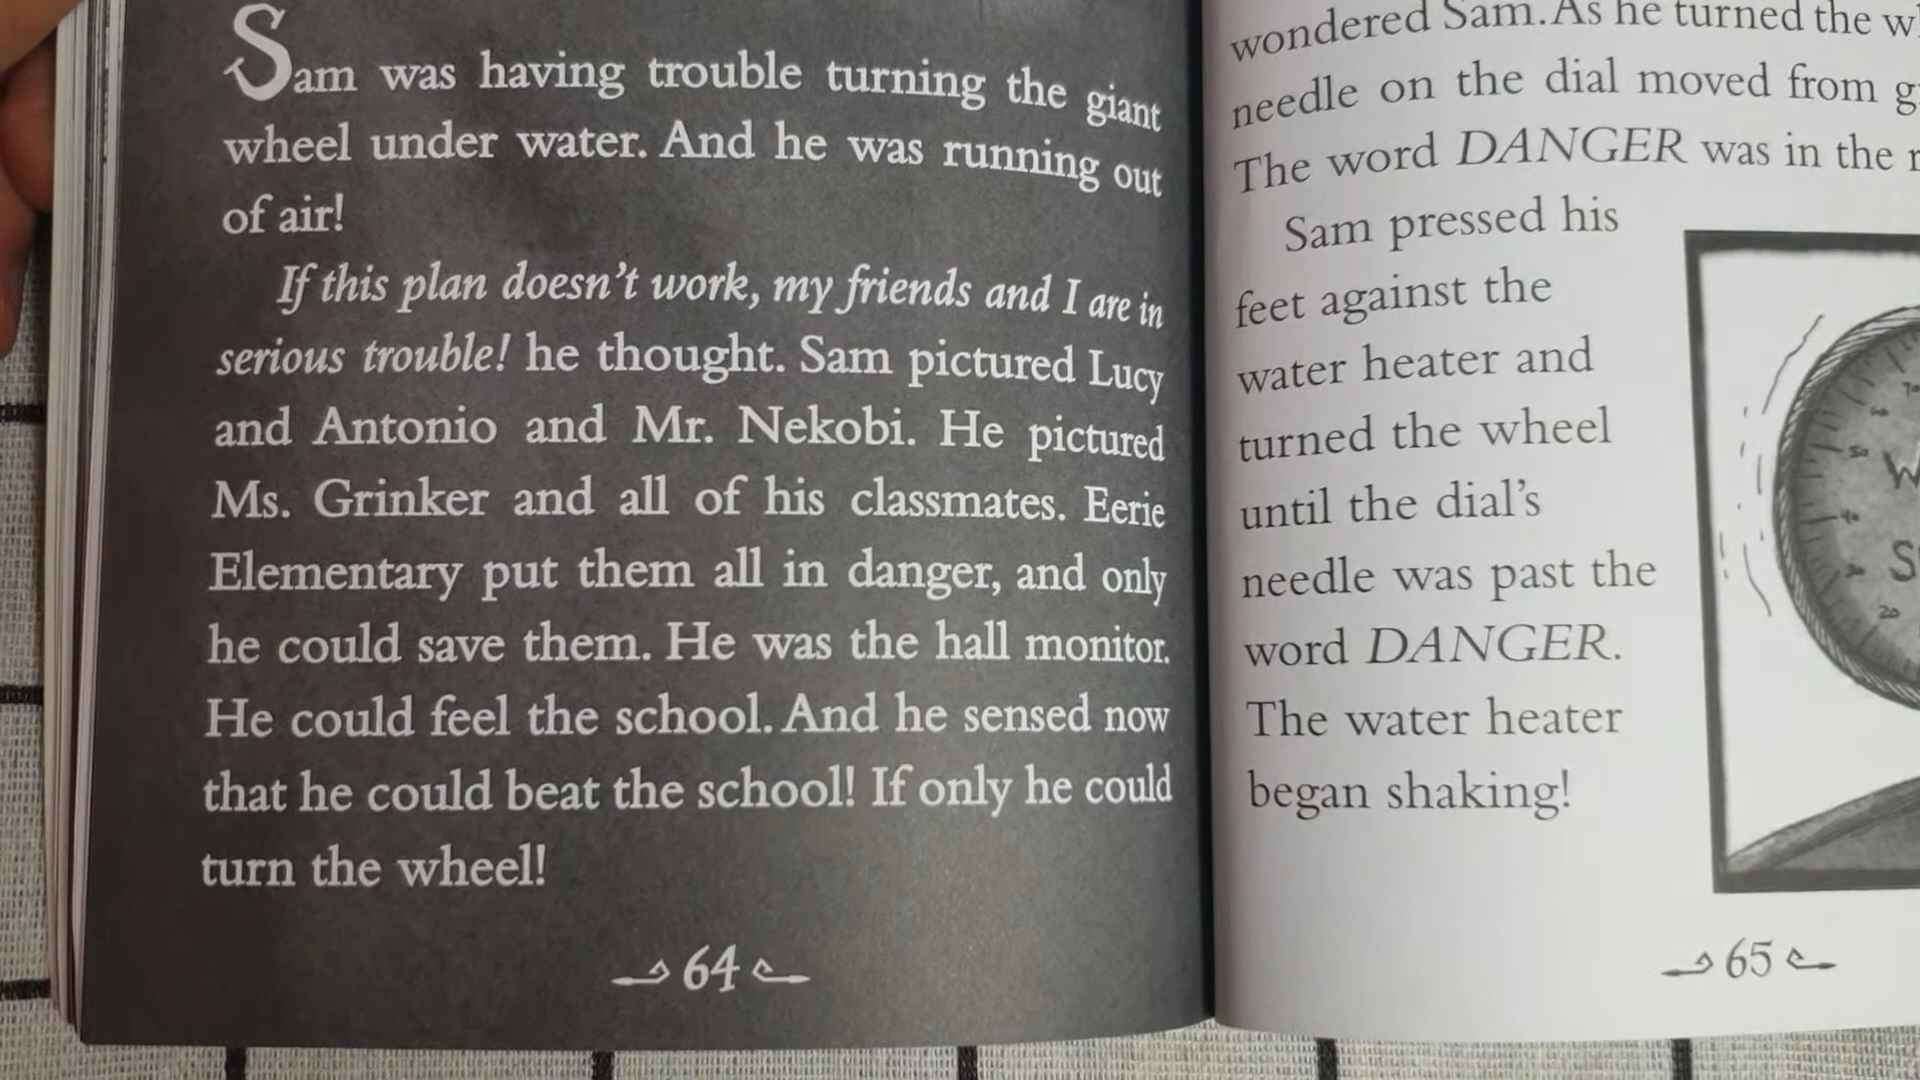 Sam was having trouble turning the giant
wheel under water. And he was running out
of air!
If this plan doesn't work, my friends and I are in
serious trouble! he thought. Sam pictured Lucy
and Antonio and Mr. Nekobi. He pictured
Ms. Grinker and all of his classmates. Eerie
Elementary put them all in danger, and only
he could save them. He was the hall monitor.
He could feel the school. And he sensed now
that he could beat the school! If only he could
turn the wheel!
64
wondered Sam. As he turned the
needle on the dial moved from
The word DANGER was in the
Sam pressed his
feet against the
water heater and
turned the wheel
until the dial's
needle was past the
word DANGER.
The water heater
began shaking!
50
40
20
65